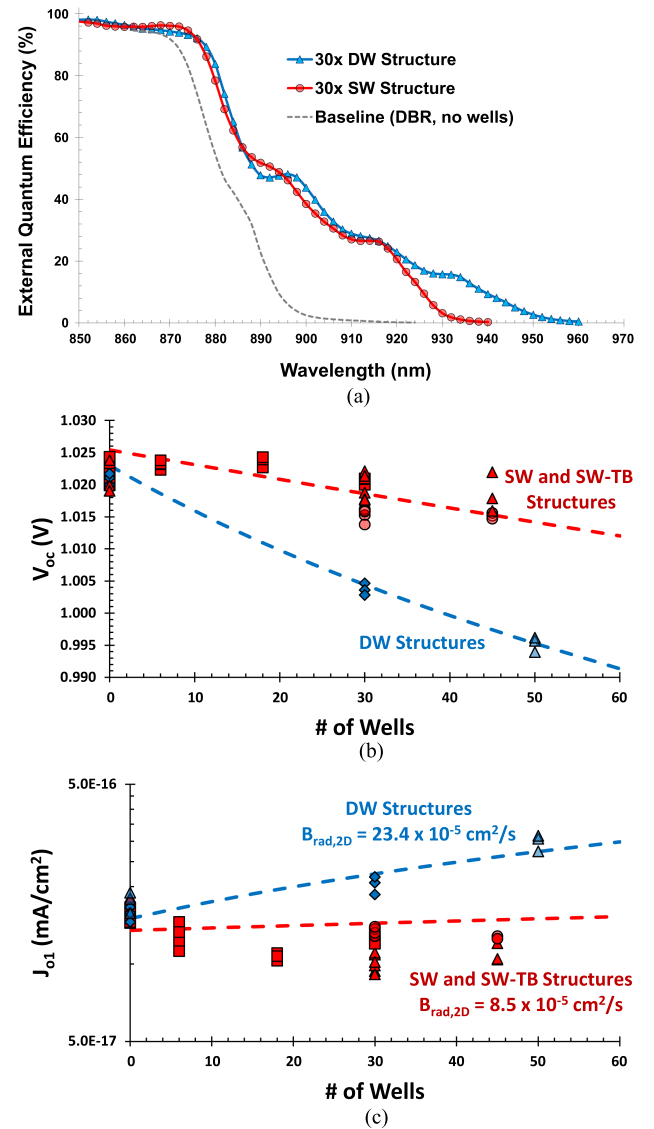 100
80
60
40
20
0
External Quantum Efficiency (%)
30x DW Structure
30x SW Structure
Baseline (DBR, no wells)
850 860 870 880 890 900 910 920 930 940 950 960 970
Wavelength (nm)
(a)
1.030
1.025
1.020
1.015
1.010
1.005
1.000
0.995
0.990
Voc (V)
SW and SW-TB
Structures
DW Structures
0 10 20 30 40 50 60
# of Wells
(b)
5.0E-16
5.0E-17
Jo1 (mA/cm²)
DW Structures
Brad,2D = 23.4 x 10⁻⁵ cm²/s
SW and SW-TB Structures
Brad,2D = 8.5 x 10⁻⁵ cm²/s
0 10 20 30 40 50 60
# of Wells
(c)